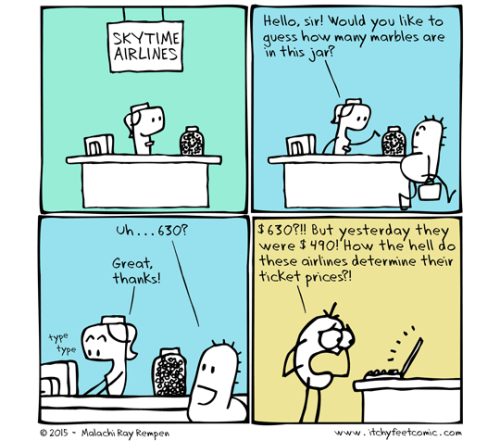 SKYTIME
AIRLINES
Hello, sir! Would you like to
guess how many marbles are
in this jar?
Uh...630?
Great,
thanks!
type
type
$630?!! But yesterday they
were $490! How the hell do
these airlines determine their
ticket prices?!
© 2015 - Malachi Ray Rempen
www.itchyfeetcomic.com